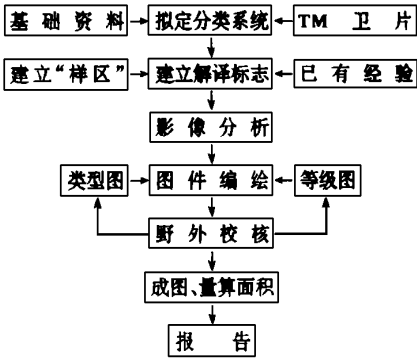 基础资料 拟定分类系统 TM 卫片
建立“样区” 建立解译标志 已有经验
影像分析
类型图 图件编绘 等级图
野外校核
成图、量算面积
报告